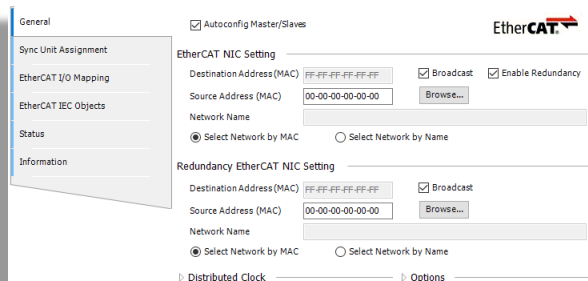 General
Sync Unit Assignment
EtherCAT I/O Mapping
EtherCAT IEC Objects
Status
Information
Autoconfig Master/Slaves
EtherCAT
EtherCAT NIC Setting
Destination Address (MAC) FF-FF-FF-FF-FF-FF Broadcast Enable Redundancy
Source Address (MAC) 00-00-00-00-00-00 Browse...
Network Name
Select Network by MAC Select Network by Name
Redundancy EtherCAT NIC Setting
Destination Address (MAC) FF-FF-FF-FF-FF-FF Broadcast
Source Address (MAC) 00-00-00-00-00-00 Browse...
Network Name
Select Network by MAC Select Network by Name
Distributed Clock Options